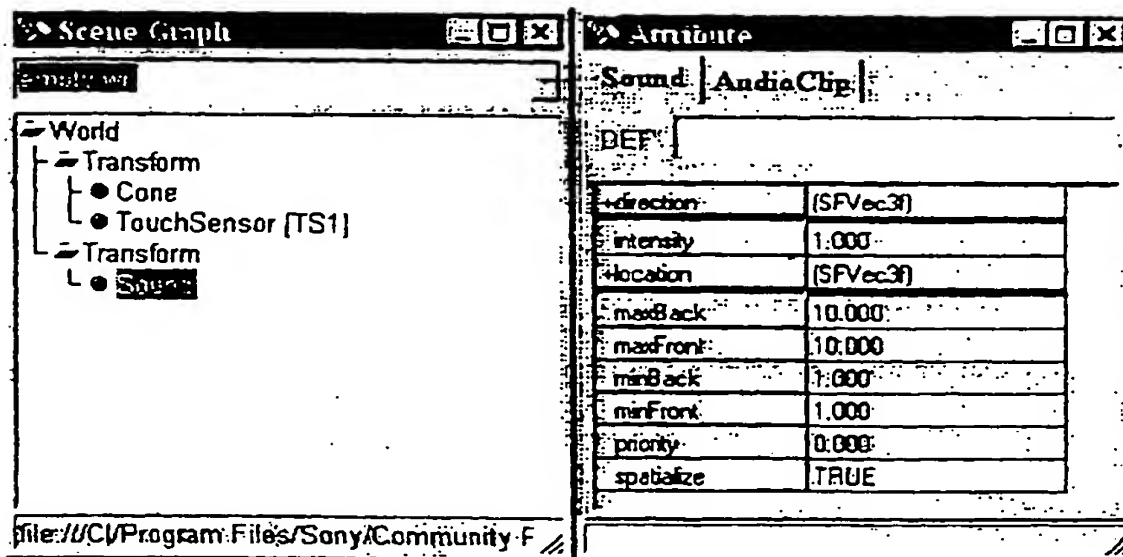 Scene Graph
World
Transform
Cone
TouchSensor [TS1]
Transform
Sound
file:///C|/Program Files/Sony/Community F
Attribute
Sound AudioClip
DEF
+direction (SFVec3f)
intensity 1.000
+location (SFVec3f)
maxBack 10.000
maxFront 10.000
minBack 1.000
minFront 1.000
priority 0.000
spatialize TRUE